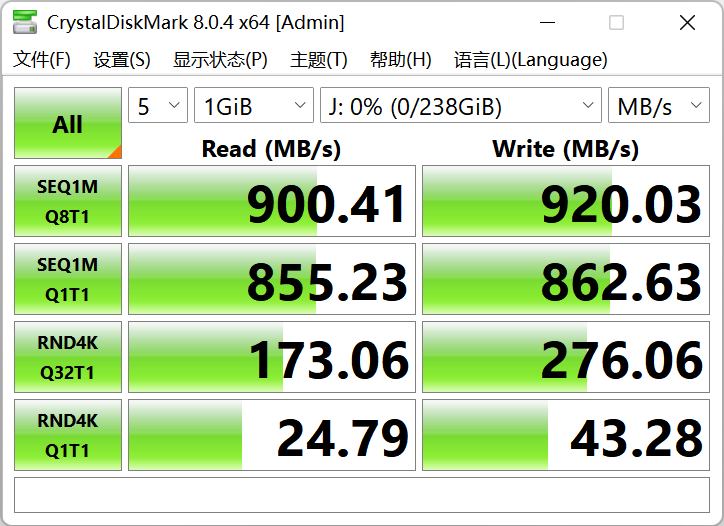 CrystalDiskMark 8.0.4 x64 [Admin]
文件(F) 设置(S) 显示状态(P) 主题(T) 帮助(H) 语言(L)(Language)
All 5 1GiB J: 0% (0/238GiB) MB/s
Read (MB/s) Write (MB/s)
SEQ1M
Q8T1 900.41 920.03
SEQ1M
Q1T1 855.23 862.63
RND4K
Q32T1 173.06 276.06
RND4K
Q1T1 24.79 43.28